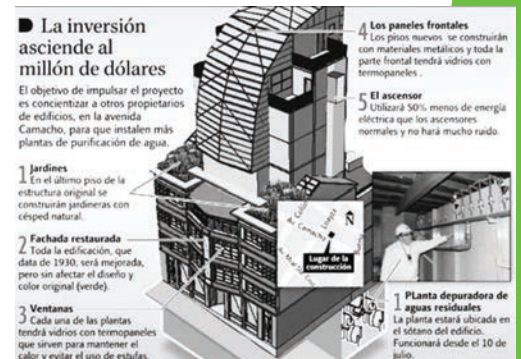 La inversión
asciende al
millón de dólares
El objetivo de impulsar el proyecto
es concientizar a otros propietarios
de edificios, en la avenida
Camacho, para que instalen más
plantas de purificación de agua.
1 Jardines
En el último piso de la
estructura original se
construirán jardineras con
césped natural.
2 Fachada restaurada
Toda la edificación, que
data de 1930, será mejorada,
pero sin afectar el diseño y
color original (verde).
3 Ventanas
Cada una de las plantas
tendrá vidrios con termopaneles
que sirven para mantener el
calor y evitar el uso de estufas.
4 Los paneles frontales
Los pisos nuevos se construirán
con materiales metálicos y toda la
parte frontal tendrá vidrios con
termopaneles .
5 El ascensor
Utilizará 50% menos de energía
eléctrica que los ascensores
normales y no hará mucho ruido.
Av. Camacho
Loayza
Lugar de la
construcción
1 PLanta depuradora de
aguas residuales
La planta estará ubicada en
el sótano del edificio.
Funcionará desde el 10 de
julio.